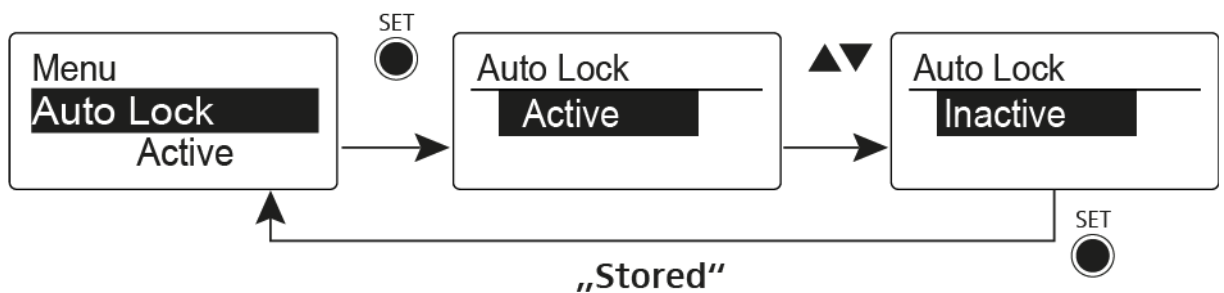 SET
Menu
Auto Lock
Active
Auto Lock
Active
▲▼
Auto Lock
Inactive
SET
„Stored“